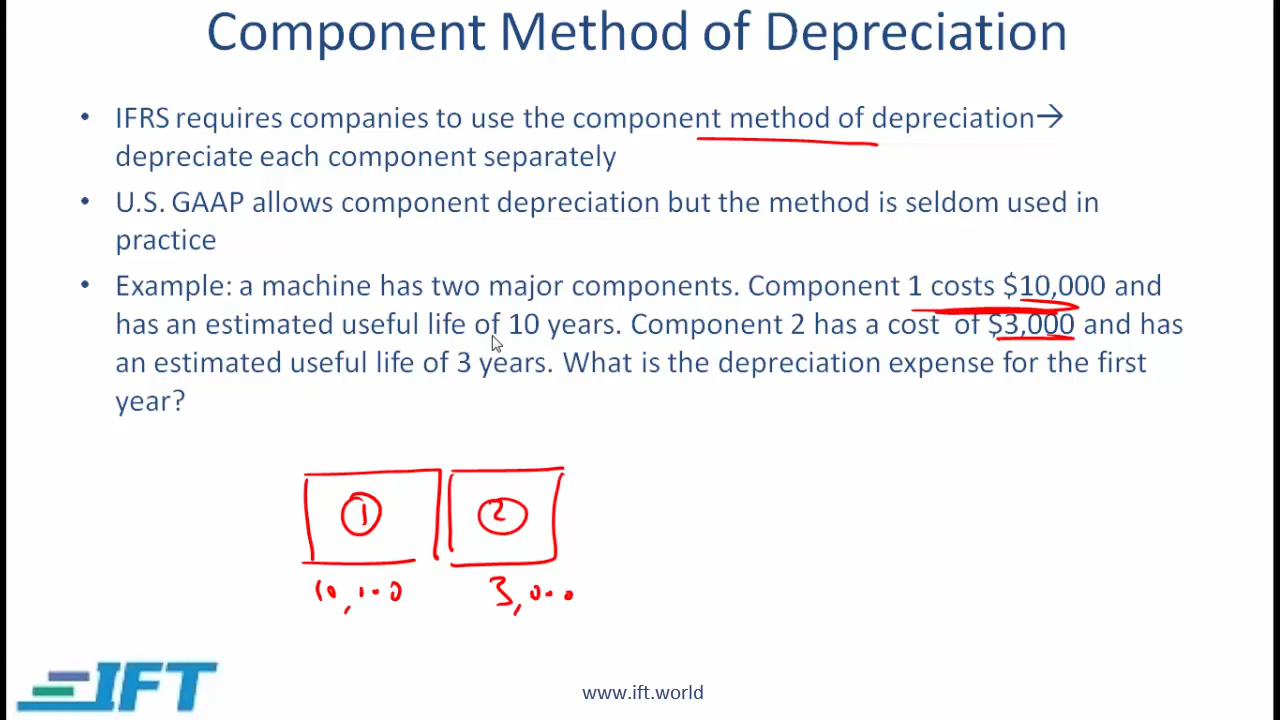 Component Method of Depreciation
• IFRS requires companies to use the component method of depreciation→
depreciate each component separately
• U.S. GAAP allows component depreciation but the method is seldom used in
practice
• Example: a machine has two major components. Component 1 costs $10,000 and
has an estimated useful life of 10 years. Component 2 has a cost of $3,000 and has
an estimated useful life of 3 years. What is the depreciation expense for the first
year?
1 2
10,000 3,000
IFT
www.ift.world